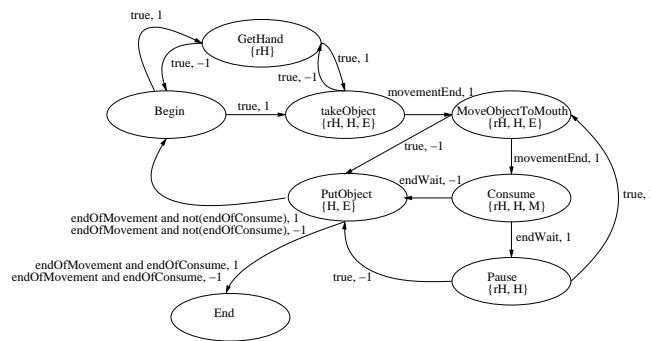 true, 1
GetHand
{rH}
true, −1
true, 1
true, −1
movementEnd, 1
Begin
true, 1
takeObject
{rH, H, E}
MoveObjectToMouth
{rH, H, E}
true, −1
movementEnd, 1
endWait, −1
PutObject
{H, E}
Consume
{rH, H, M}
true,
endOfMovement and not(endOfConsume), 1
endOfMovement and not(endOfConsume), −1
endWait, 1
endOfMovement and endOfConsume, 1
endOfMovement and endOfConsume, −1
true, −1
Pause
{rH, H}
End